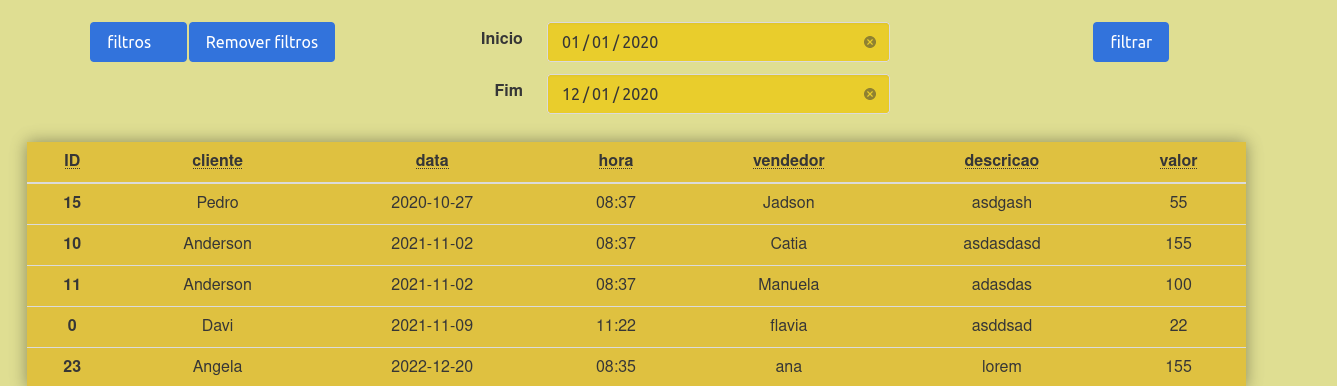 filtros Remover filtros Inicio 01/01/2020 filtrar
Fim 12/01/2020
ID cliente data hora vendedor descricao valor
15 Pedro 2020-10-27 08:37 Jadson asdgash 55
10 Anderson 2021-11-02 08:37 Catia asdasdasd 155
11 Anderson 2021-11-02 08:37 Manuela adasdas 100
0 Davi 2021-11-09 11:22 flavia asddsad 22
23 Angela 2022-12-20 08:35 ana lorem 155